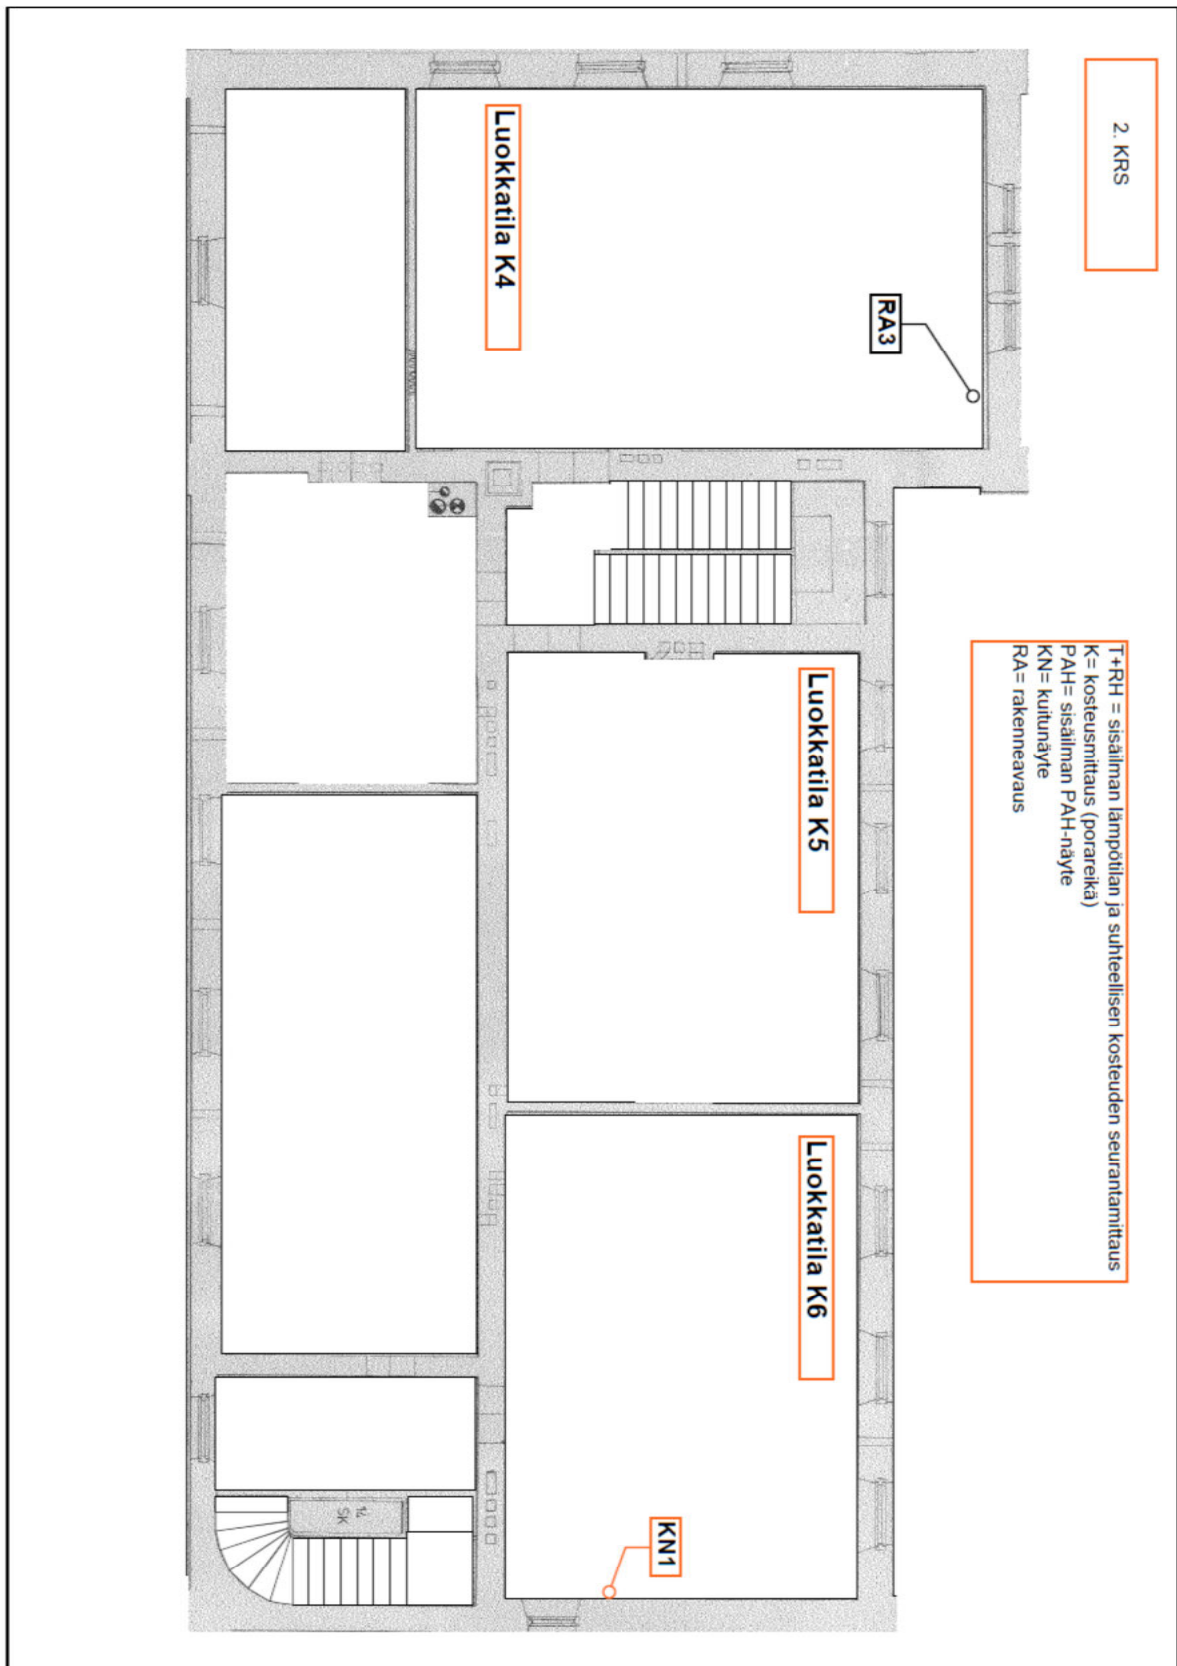 2. KRS
T+RH = sisäilman lämpötilan ja suhteellisen kosteuden seurantamittaus
K= kosteusmittaus (porareikä)
PAH= sisäilman PAH-näyte
KN= kuitunäyte
RA= rakenneavaus
Luokkatila K4
RA3
Luokkatila K5
Luokkatila K6
KN1
SK